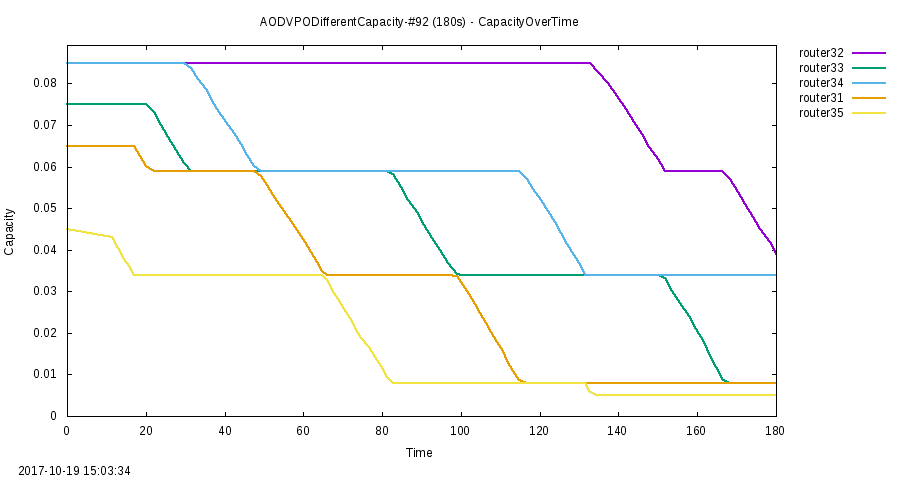 AODVPODifferentCapacity-#92 (180s) - CapacityOverTime
router32
router33
router34
router31
router35
0.08
0.07
0.06
0.05
0.04
0.03
0.02
0.01
0
Capacity
0 20 40 60 80 100 120 140 160 180
Time
2017-10-19 15:03:34